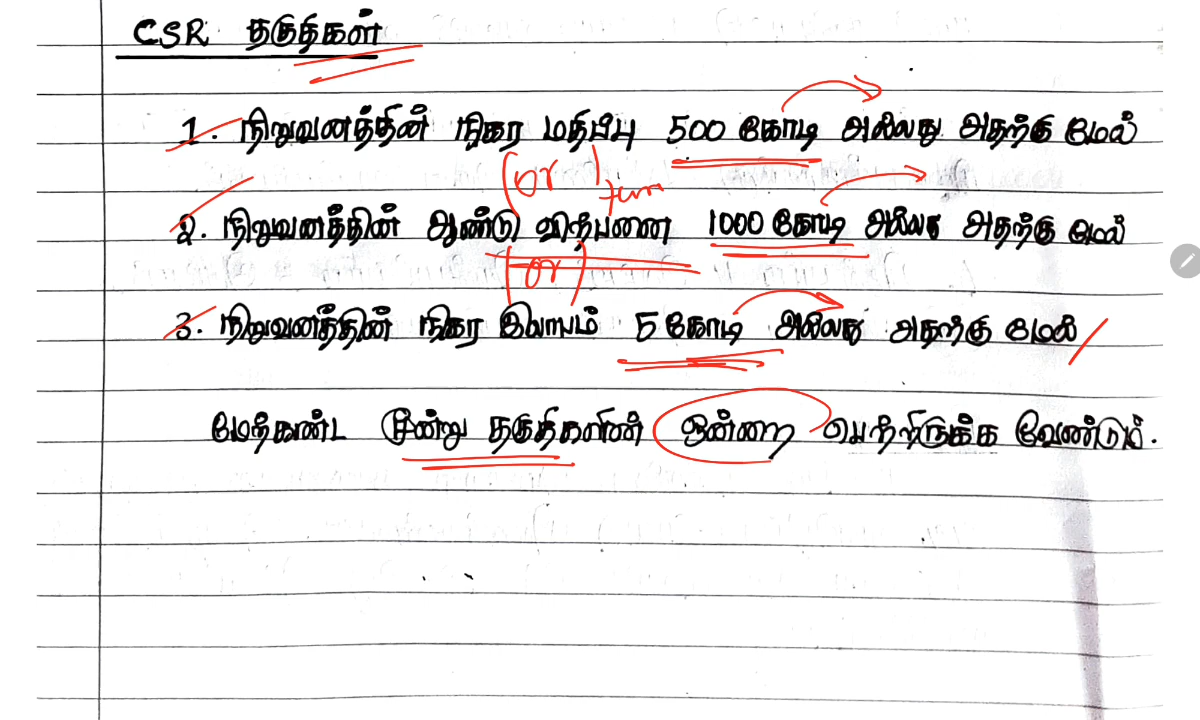 CSR தகுதிகள்
1. நிறுவனத்தின் நிகர மதிப்பு 500 கோடி அல்லது அதற்கு மேல்
(or)
2. நிறுவனத்தின் ஆண்டு விற்பணை 1000 கோடி அல்லது அதற்கு மேல்
(or)
3. நிறுவனத்தின் நிகர இலாபம் 5 கோடி அல்லது அதற்கு மேல்
மேற்கண்ட மூன்று தகுதிகளின் ஒன்றை பெற்றிருக்க வேண்டும்.